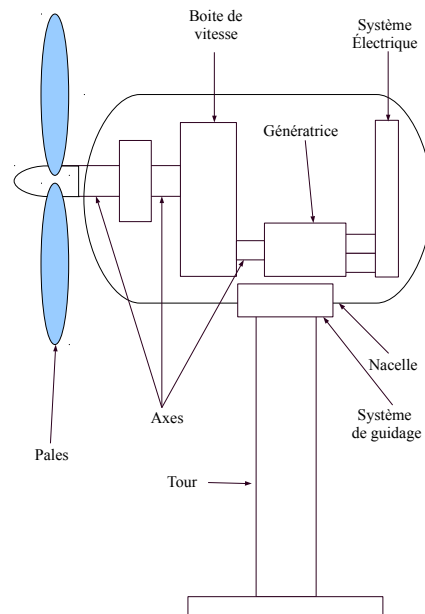 Boite de
vitesse
Système
Électrique
Génératrice
Nacelle
Axes
Système
de guidage
Pales
Tour